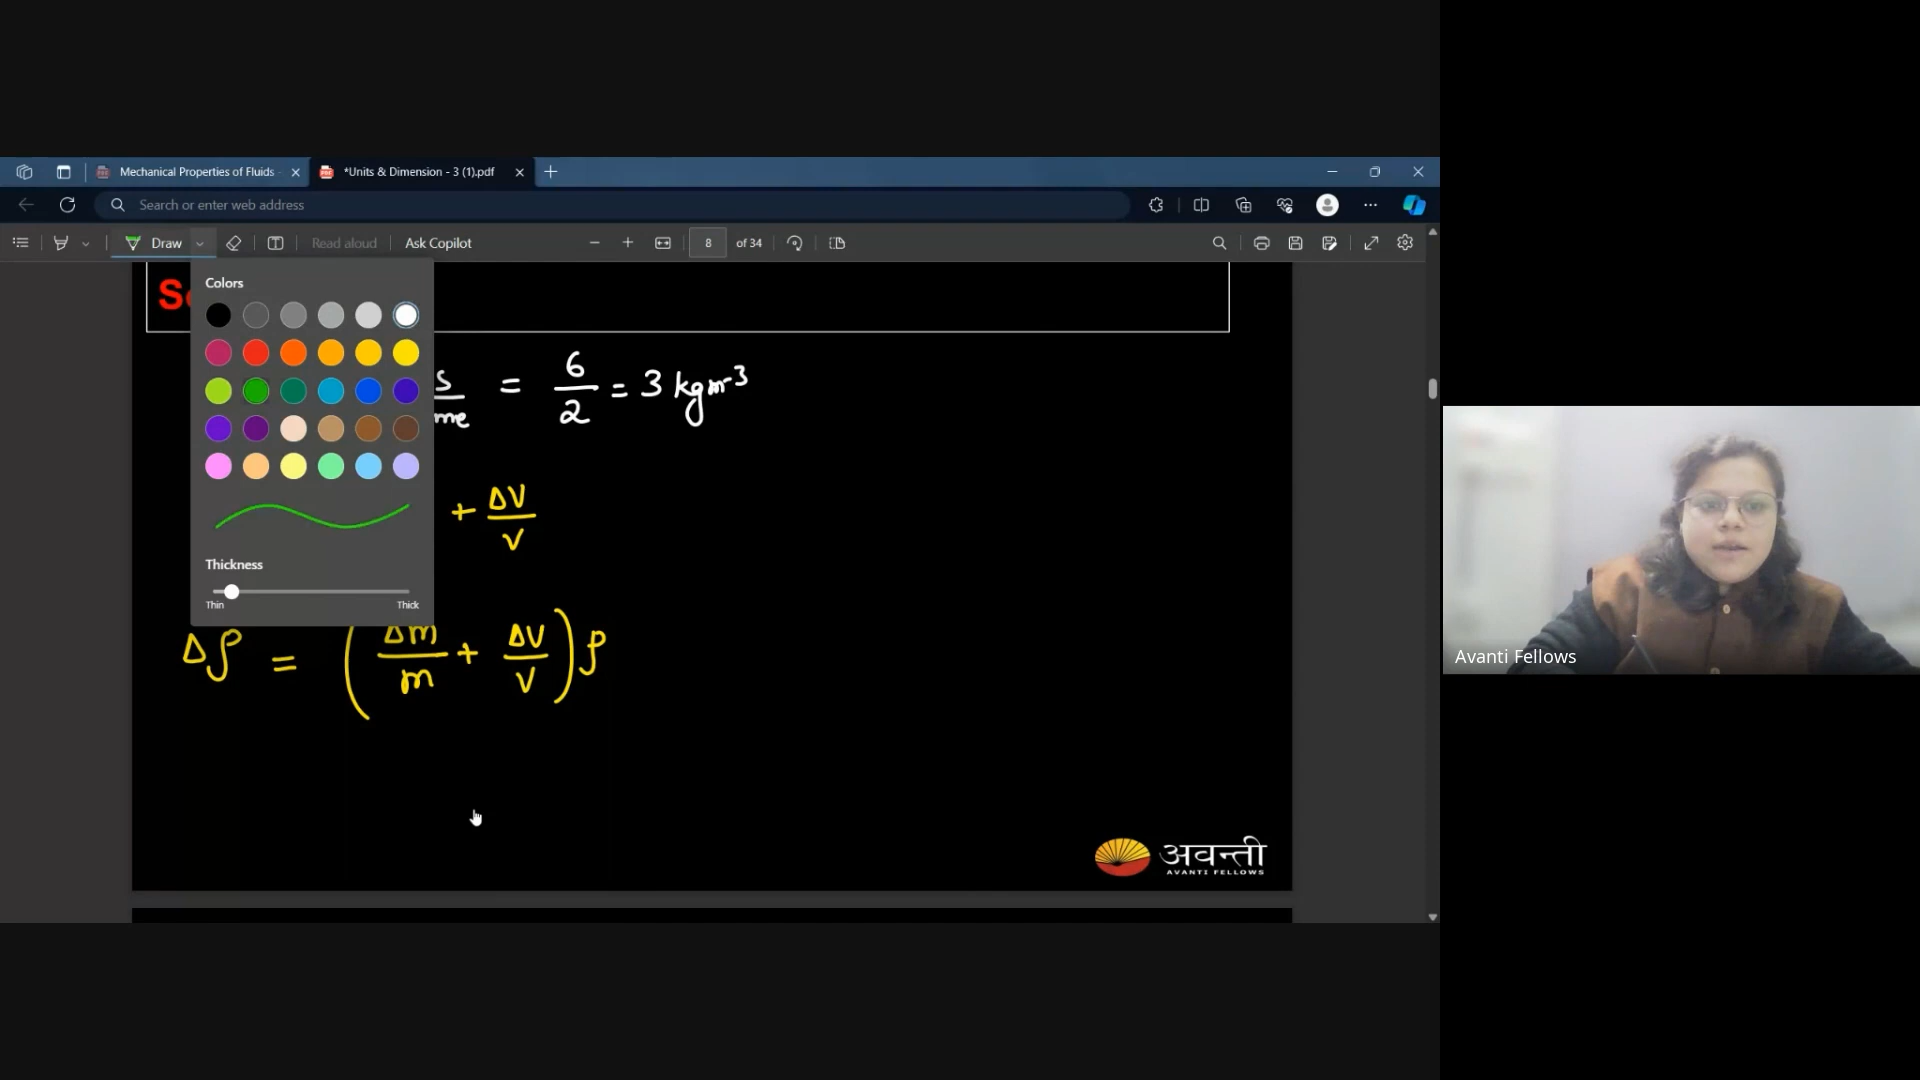 Mechanical Properties of Fluids -
*Units & Dimension - 3 (1).pdf
Search or enter web address
Draw
Read aloud
Ask Copilot
8 of 34
Colors
Thickness
Thin Thick
= 6/2 = 3 kg m⁻³
+ ΔV/V
Δρ = (Δm/m + ΔV/V)ρ
अवन्ती
AVANTI FELLOWS
Avanti Fellows